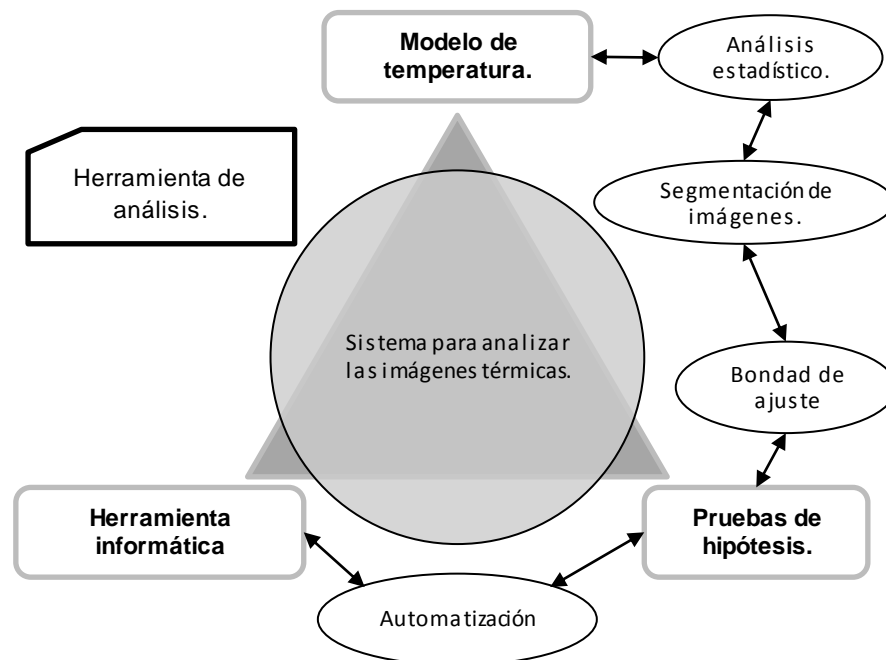 Modelo de
temperatura.
Análisis
estadístico.
Herramienta de
análisis.
Segmentación de
imágenes.
Sistema para analizar
las imágenes térmicas.
Bondad de
ajuste
Herramienta
informática
Pruebas de
hipótesis.
Automatización